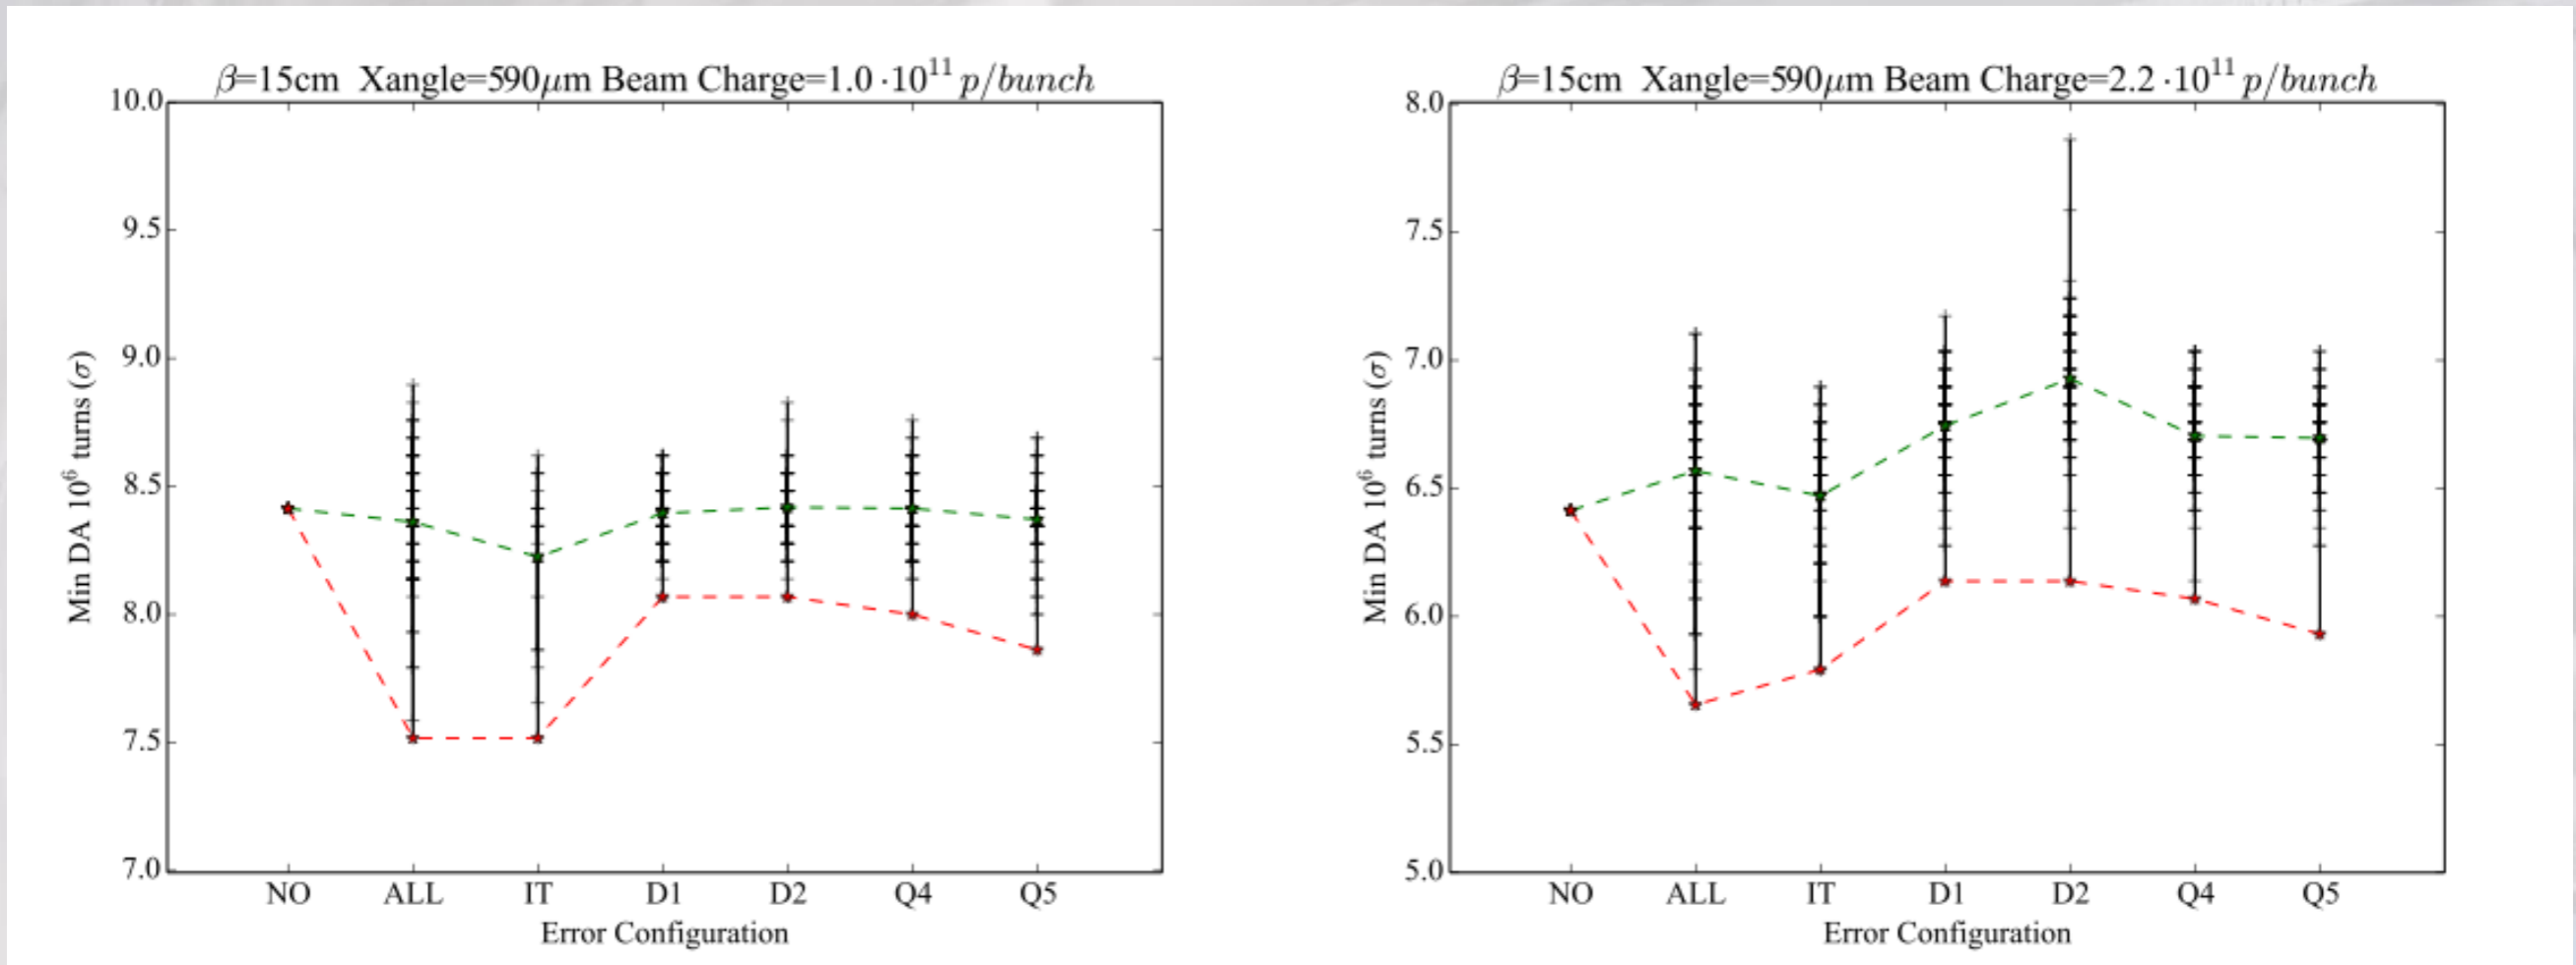 β=15cm Xangle=590μm Beam Charge=1.0 ·10¹¹ p/bunch
10.0
9.5
9.0
8.5
8.0
7.5
7.0
Min DA 10⁶ turns (σ)
NO ALL IT D1 D2 Q4 Q5
Error Configuration
β=15cm Xangle=590μm Beam Charge=2.2 ·10¹¹ p/bunch
8.0
7.5
7.0
6.5
6.0
5.5
5.0
Min DA 10⁶ turns (σ)
NO ALL IT D1 D2 Q4 Q5
Error Configuration